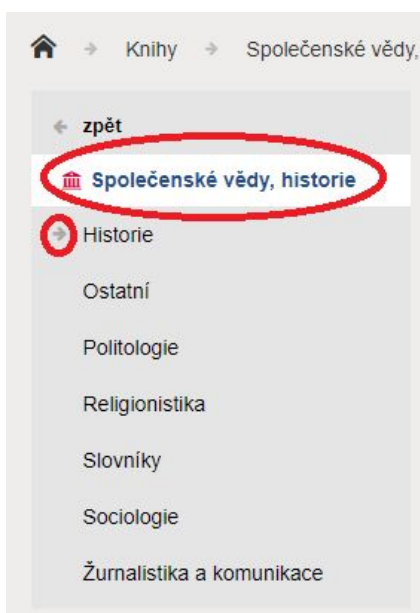 Knihy Společenské vědy,
zpět
Společenské vědy, historie
Historie
Ostatní
Politologie
Religionistika
Slovníky
Sociologie
Žurnalistika a komunikace